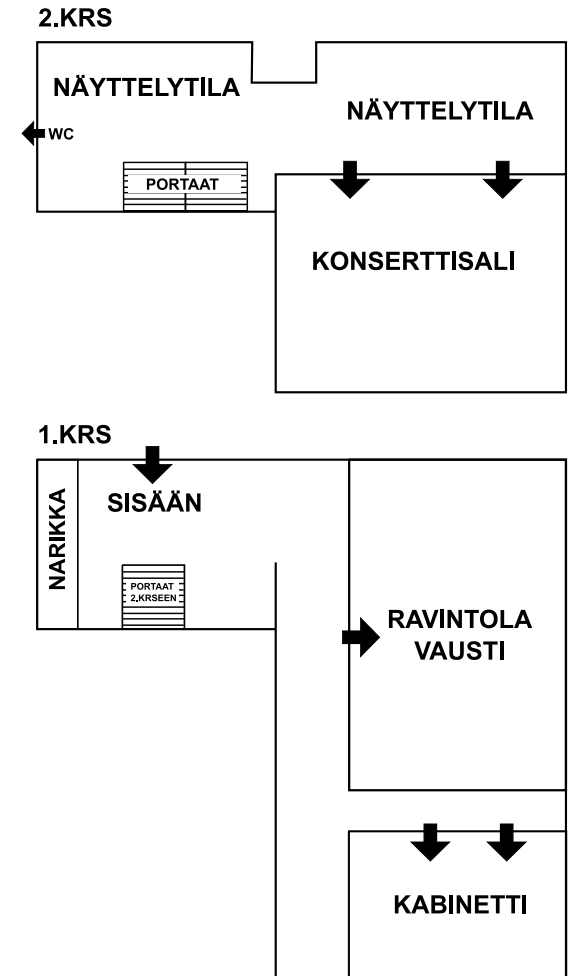 2.KRS
NÄYTTELYTILA
NÄYTTELYTILA
WC
PORTAAT
KONSERTTISALI
1.KRS
SISÄÄN
NARIKKA
PORTAAT
2.KRSEEN
RAVINTOLA
VAUSTI
KABINETTI